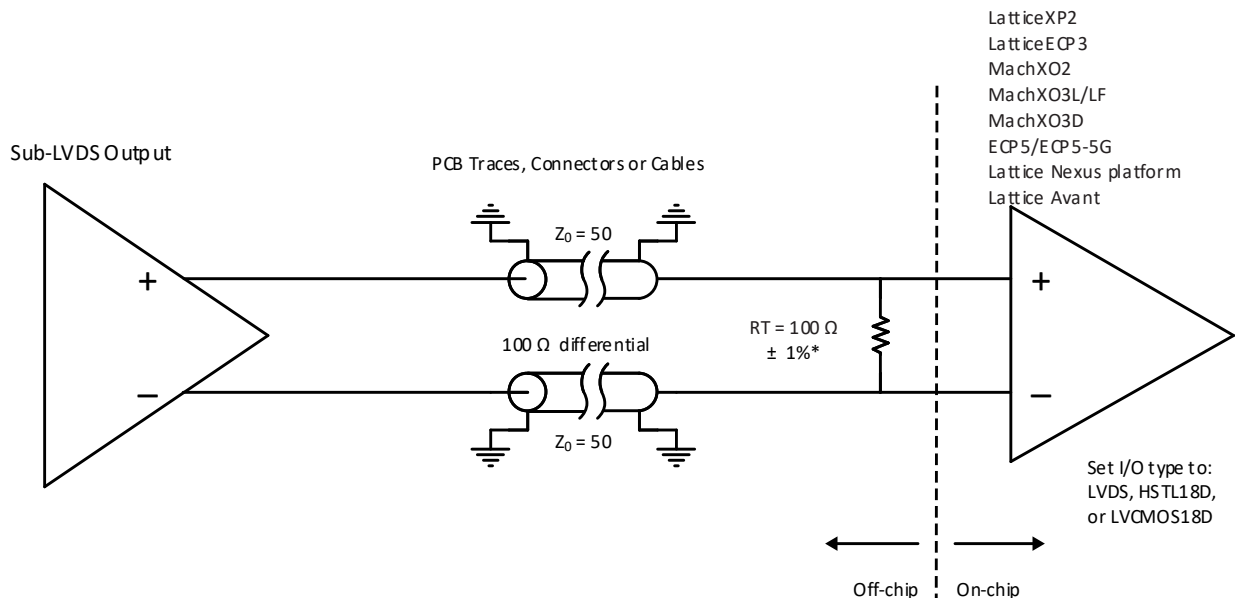 LatticeXP2
LatticeECP3
MachXO2
MachXO3L/LF
MachXO3D
ECP5/ECP5-5G
Lattice Nexus platform
Lattice Avant
Sub-LVDS Output
PCB Traces, Connectors or Cables
Z₀ = 50
+
+
RT = 100 Ω
± 1%*
100 Ω differential
−
−
Z₀ = 50
Set I/O type to:
LVDS, HSTL18D,
or LVCMOS18D
Off-chip
On-chip